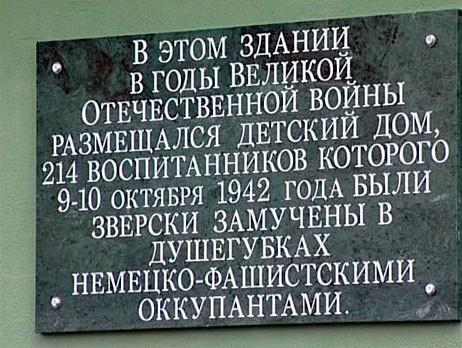 В ЭТОМ ЗДАНИИ
В ГОДЫ ВЕЛИКОЙ
ОТЕЧЕСТВЕННОЙ ВОЙНЫ
РАЗМЕЩАЛСЯ ДЕТСКИЙ ДОМ,
214 ВОСПИТАННИКОВ КОТОРОГО
9-10 ОКТЯБРЯ 1942 ГОДА БЫЛИ
ЗВЕРСКИ ЗАМУЧЕНЫ В
ДУШЕГУБКАХ
НЕМЕЦКО-ФАШИСТСКИМИ
ОККУПАНТАМИ.